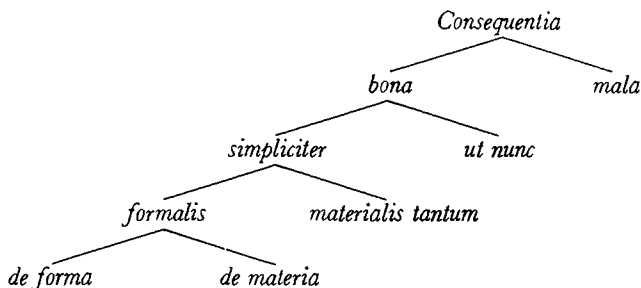 Consequentia
bona mala
simpliciter ut nunc
formalis materialis tantum
de forma de materia